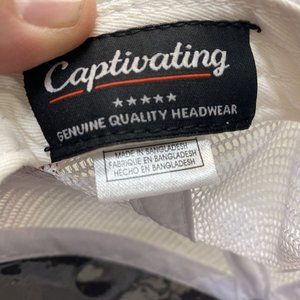 Captivating
GENUINE QUALITY HEADWEAR
MADE IN BANGLADESH
FABRIQUE EN BANGLADESH
HECHO EN BANGLADESH